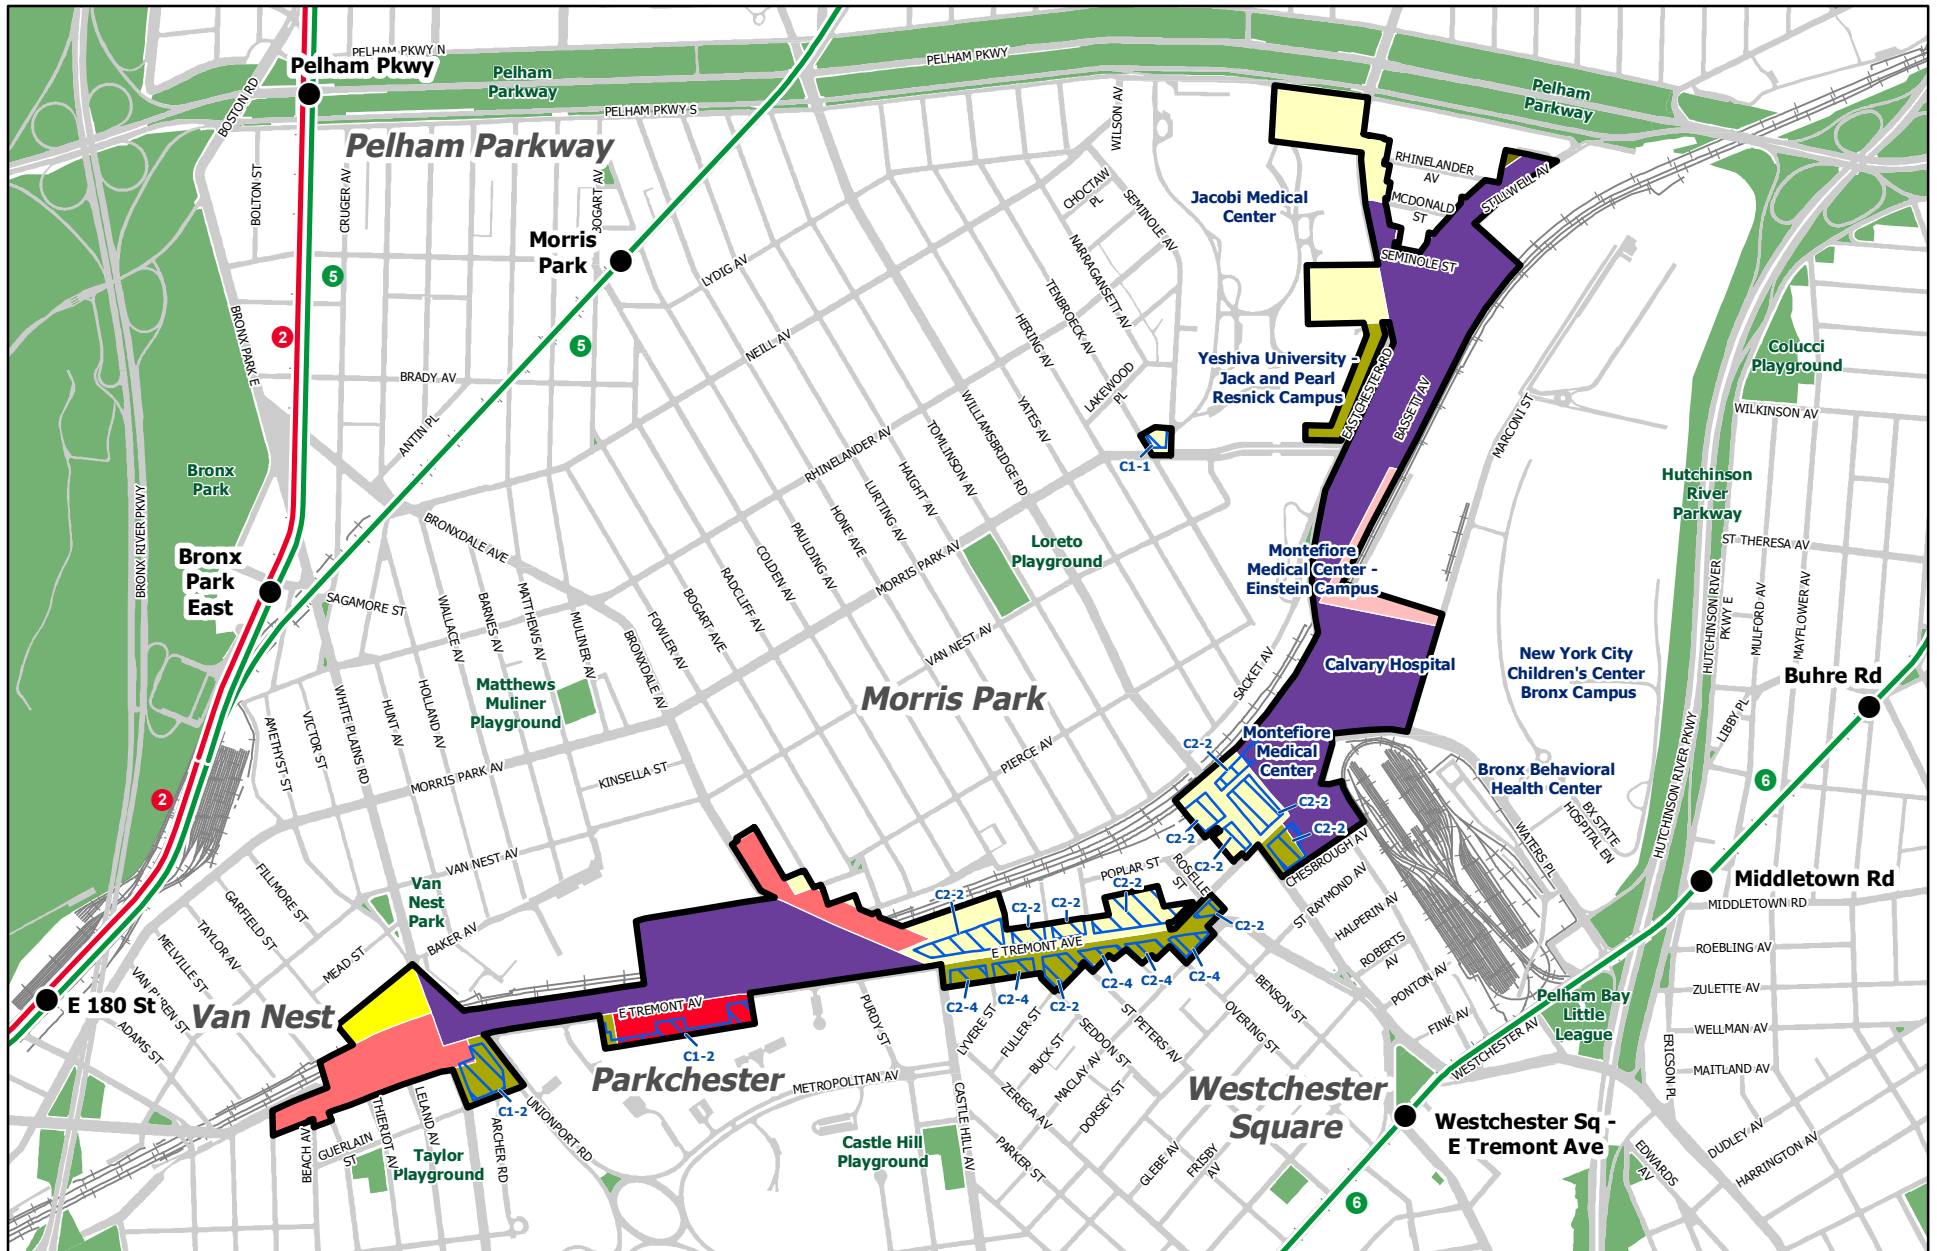 PELHAM PKWY N
Pelham Pkwy
Pelham
Parkway
PELHAM PKWY
PELHAM PKWY S
BOSTON RD
Pelham
Parkway
Pelham Parkway
WILSON AV
RHINELANDER
AV
MCDONALD
ST
STILLWELL AV
SEMINOLE ST
BOLTON ST
CRUGER AV
BOGART AV
CHOCTAW
PL
SEMINOLE AV
Jacobi Medical
Center
Morris
Park
LYDIG AV
NARRAGANSETT AV
TENBROECK AV
HERING AV
5
2
5
BRONX PARK E
NEILL AV
BRADY AV
ANTIN PL
LAKEWOOD
PL
Yeshiva University -
Jack and Pearl
Resnick Campus
EASTCHESTER RD
BASSETT AV
MARCONI ST
Colucci
Playground
WILKINSON AV
WILLIAMSBRIDGE RD
YATES AV
TOMLINSON AV
RHINELANDER AV
HAIGHT AV
LURTING AV
HONE AVE
PAULDING AV
COLDEN AV
RADCLIFF AV
BOGART AVE
FOWLER AV
BRONXDALE AV
C1-1
Bronx
Park
BRONX RIVER PKWY
BRONXDALE AVE
Hutchinson
River
Parkway
ST THERESA AV
Loreto
Playground
MORRIS PARK AV
Montefiore
Medical Center -
Einstein Campus
Bronx
Park
East
SAGAMORE ST
WALLACE AV
BARNES AV
MATTHEWS AV
MULINER AV
HUTCHINSON RIVER
PKWY E
MULFORD AV
MAYFLOWER AV
VAN NEST AV
SACKET AV
Calvary Hospital
New York City
Children's Center
Bronx Campus
Buhre Rd
Morris Park
Matthews
Muliner
Playground
HOLLAND AV
HUNT AV
WHITE PLAINS RD
VICTOR ST
AMETHYST ST
LIBBY PL
HUTCHINSON RIVER PKWY
Montefiore
Medical
Center
C2-2
PIERCE AV
KINSELLA ST
MORRIS PARK AV
Bronx Behavioral
Health Center
BX STATE
HOSPITAL EN
WATERS PL
6
2
C2-2
C2-2
C2-2
C2-2
CHESBROUGH AV
VAN NEST AV
POPLAR ST
ROSELLE
ST
ST RAYMOND AV
HALPERIN AV
ROBERTS
AV
PONTON AV
FINK AV
Middletown Rd
MIDDLETOWN RD
ROEBLING AV
ZULETTE AV
WELLMAN AV
MAITLAND AV
HUTCHINSON RIVER PKWY
FILLMORE ST
GARFIELD ST
TAYLOR AV
MELVILLE ST
VAN BUREN ST
ADAMS ST
MEAD ST
Van
Nest
Park
BAKER AV
C2-2
C2-2
C2-2
C2-2
C2-2
E TREMONT AVE
C2-4
C2-4
C2-2
C2-4
C2-4
C2-4
E 180 St
Van Nest
E TREMONT AV
C1-2
PURDY ST
LYVERE ST
FULLER ST
BUCK ST
SEDDON ST
MACLAY AV
ST PETERS AV
DORSEY ST
OVERING ST
BENSON ST
Pelham Bay
Little
League
WESTCHESTER AV
ERICSON PL
Parkchester
METROPOLITAN AV
CASTLE HILL AV
ZEREGA AV
PARKER ST
Westchester
Square
GLEBE AV
FRISBY
AV
Westchester Sq -
E Tremont Ave
EDWARDS
AV
DUDLEY AV
HARRINGTON AV
Castle Hill
Playground
C1-2
UNIONPORT RD
ARCHER RD
LELAND AV
THIERIOT AV
GUERLAIN
ST
BEACH AV
Taylor
Playground
6